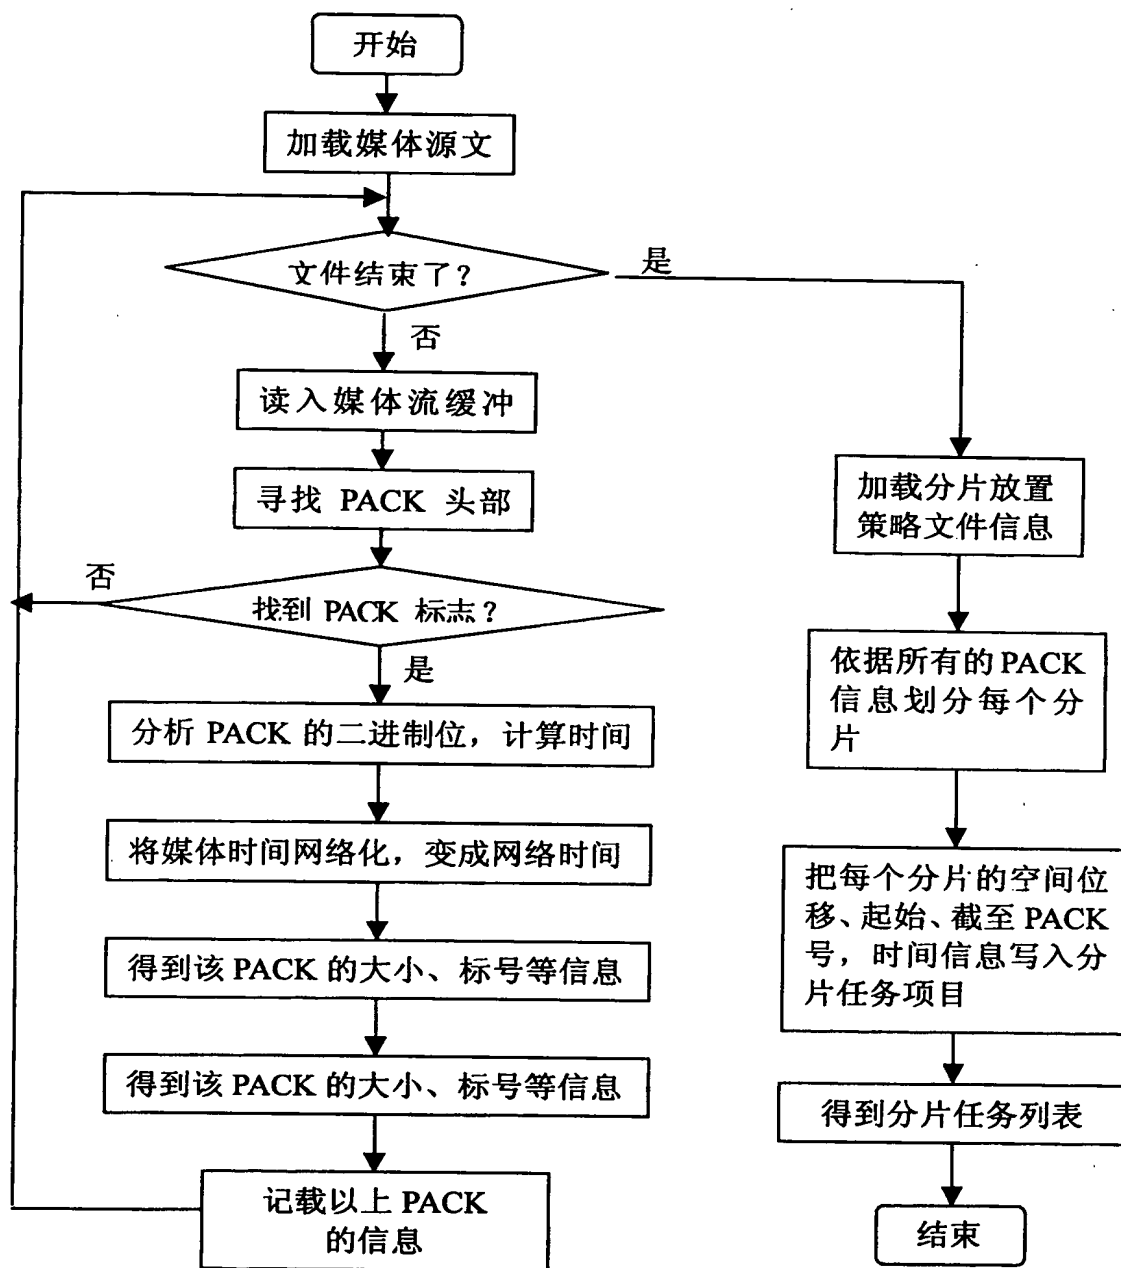 开始
加载媒体源文
文件结束了？
是
否
读入媒体流缓冲
寻找 PACK 头部
否
找到 PACK 标志？
是
分析 PACK 的二进制位，计算时间
将媒体时间网络化，变成网络时间
得到该 PACK 的大小、标号等信息
得到该 PACK 的大小、标号等信息
记载以上 PACK
的信息
加载分片放置
策略文件信息
依据所有的 PACK
信息划分每个分
片
把每个分片的空间位
移、起始、截至 PACK
号，时间信息写入分
片任务项目
得到分片任务列表
结束